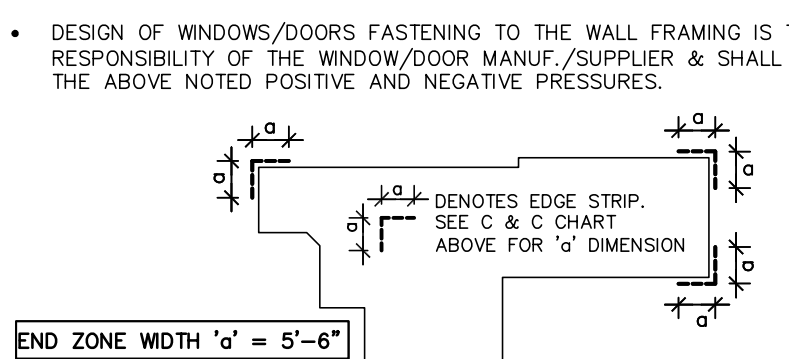 • DESIGN OF WINDOWS/DOORS FASTENING TO THE WALL FRAMING IS
RESPONSIBILITY OF THE WINDOW/DOOR MANUF./SUPPLIER & SHALL
THE ABOVE NOTED POSITIVE AND NEGATIVE PRESSURES.
a
a
a
a
a
DENOTES EDGE STRIP.
a
SEE C & C CHART
ABOVE FOR 'a' DIMENSION
a
a
END ZONE WIDTH 'a' = 5'-6"